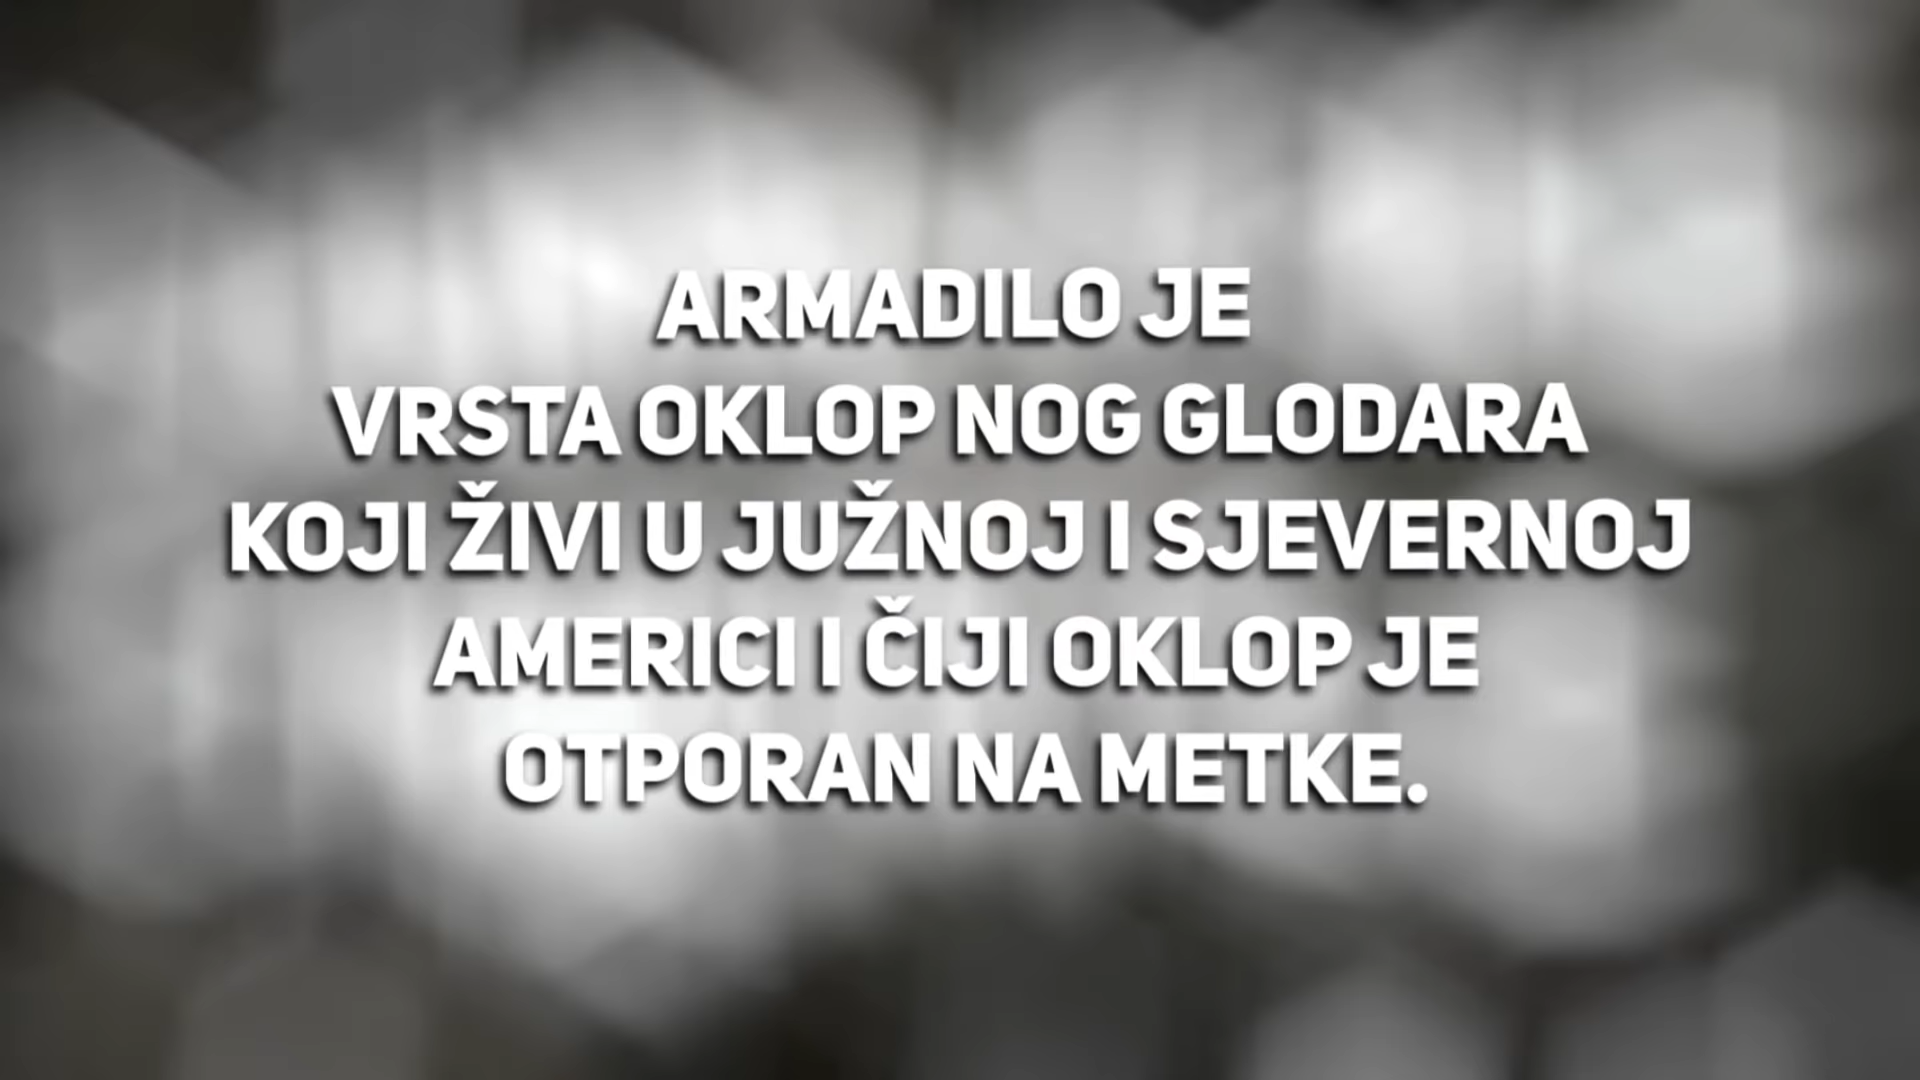 ARMADILO JE
VRSTA OKLOP NOG GLODARA
KOJI ŽIVI U JUŽNOJ I SJEVERNOJ
AMERICI I ČIJI OKLOP JE
OTPORAN NA METKE.